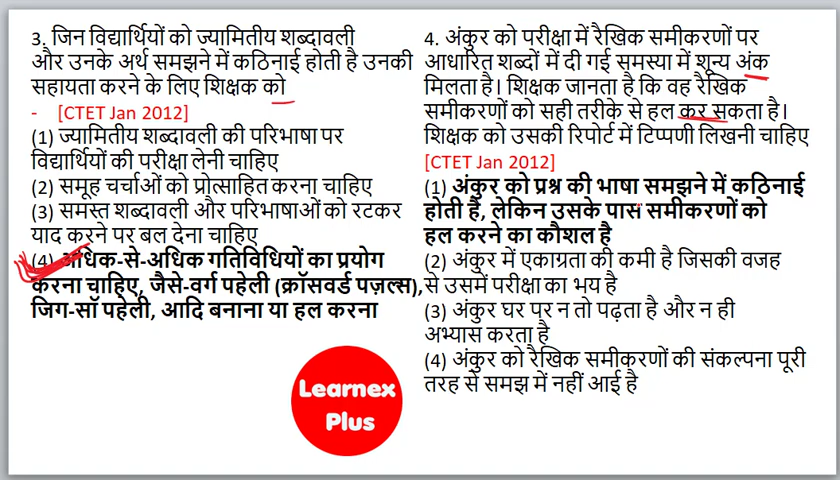 3. जिन विद्यार्थियों को ज्यामितीय शब्दावली
और उनके अर्थ समझने में कठिनाई होती है उनकी
सहायता करने के लिए शिक्षक को
- [CTET Jan 2012]
(1) ज्यामितीय शब्दावली की परिभाषा पर
विद्यार्थियों की परीक्षा लेनी चाहिए
(2) समूह चर्चाओं को प्रोत्साहित करना चाहिए
(3) समस्त शब्दावली और परिभाषाओं को रटकर
याद करने पर बल देना चाहिए
(4) अधिक-से-अधिक गतिविधियों का प्रयोग
करना चाहिए, जैसे-वर्ग पहेली (क्रॉसवर्ड पज़ल्स),
जिग-सॉ पहेली, आदि बनाना या हल करना
4. अंकुर को परीक्षा में रैखिक समीकरणों पर
आधारित शब्दों में दी गई समस्या में शून्य अंक
मिलता है। शिक्षक जानता है कि वह रैखिक
समीकरणों को सही तरीके से हल कर सकता है।
शिक्षक को उसकी रिपोर्ट में टिप्पणी लिखनी चाहिए
[CTET Jan 2012]
(1) अंकुर को प्रश्न की भाषा समझने में कठिनाई
होती है, लेकिन उसके पास समीकरणों को
हल करने का कौशल है
(2) अंकुर में एकाग्रता की कमी है जिसकी वजह
से उसमें परीक्षा का भय है
(3) अंकुर घर पर न तो पढ़ता है और न ही
अभ्यास करता है
(4) अंकुर को रैखिक समीकरणों की संकल्पना पूरी
तरह से समझ में नहीं आई है
Learnex
Plus